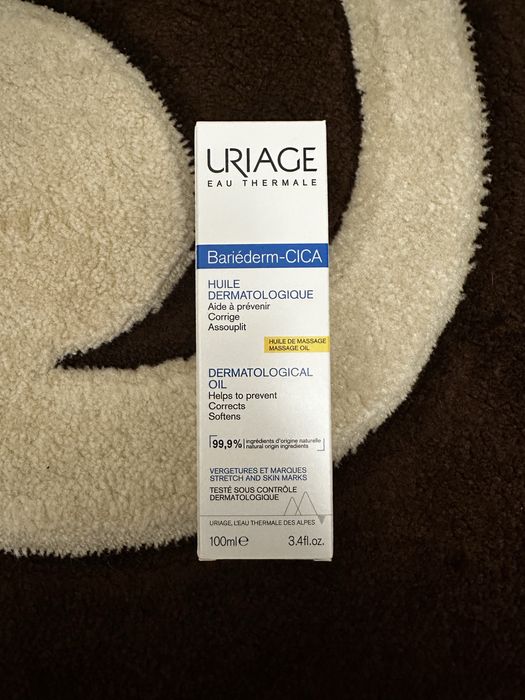 URIAGE
EAU THERMALE
Bariéderm-CICA
HUILE
DERMATOLOGIQUE
Aide à prévenir
Corrige
Assouplit
HUILE DE MASSAGE
MASSAGE OIL
DERMATOLOGICAL
OIL
Helps to prevent
Corrects
Softens
99,9% ingrédients d'origine naturelle
natural origin ingredients
VERGETURES ET MARQUES
STRETCH AND SKIN MARKS
TESTÉ SOUS CONTRÔLE
DERMATOLOGIQUE
URIAGE, L'EAU THERMALE DES ALPES
100ml℮ 3.4fl.oz.